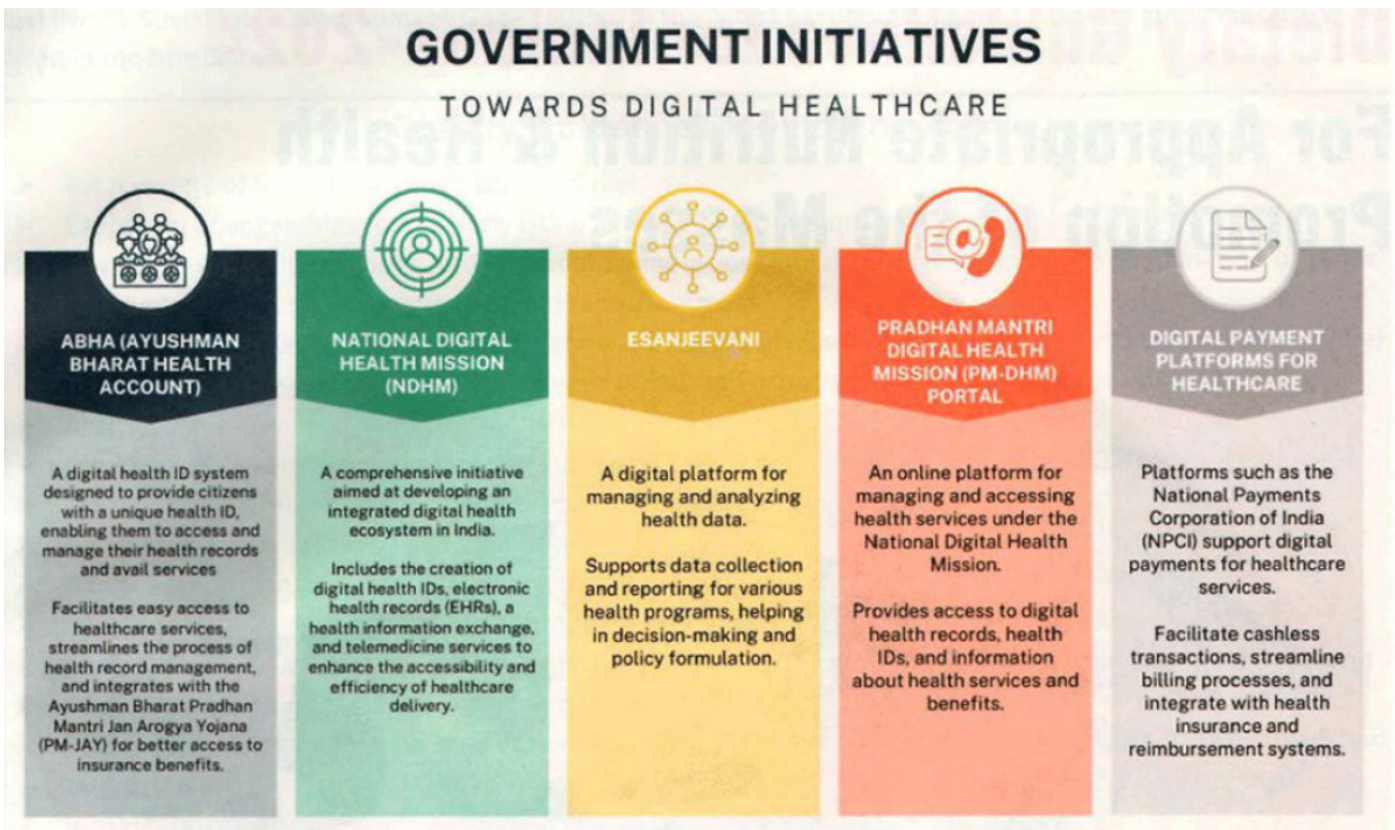 GOVERNMENT INITIATIVES
TOWARDS DIGITAL HEALTHCARE
ABHA (AYUSHMAN
BHARAT HEALTH
ACCOUNT)
A digital health ID system
designed to provide citizens
with a unique health ID,
enabling them to access and
manage their health records
and avail services
Facilitates easy access to
healthcare services,
streamlines the process of
health record management,
and integrates with the
Ayushman Bharat Pradhan
Mantri Jan Arogya Yojana
(PM-JAY) for better access to
insurance benefits.
NATIONAL DIGITAL
HEALTH MISSION
(NDHM)
A comprehensive initiative
aimed at developing an
integrated digital health
ecosystem in India.
Includes the creation of
digital health IDs, electronic
health records (EHRs), a
health information exchange,
and telemedicine services to
enhance the accessibility and
efficiency of healthcare
delivery.
ESANJEEVANI
A digital platform for
managing and analyzing
health data.
Supports data collection
and reporting for various
health programs, helping
in decision-making and
policy formulation.
PRADHAN MANTRI
DIGITAL HEALTH
MISSION (PM-DHM)
PORTAL
An online platform for
managing and accessing
health services under the
National Digital Health
Mission.
Provides access to digital
health records, health
IDs, and information
about health services and
benefits.
DIGITAL PAYMENT
PLATFORMS FOR
HEALTHCARE
Platforms such as the
National Payments
Corporation of India
(NPCI) support digital
payments for healthcare
services.
Facilitate cashless
transactions, streamline
billing processes, and
integrate with health
insurance and
reimbursement systems.
For Appropriate Nutrition & Health
Promotion of the Masses